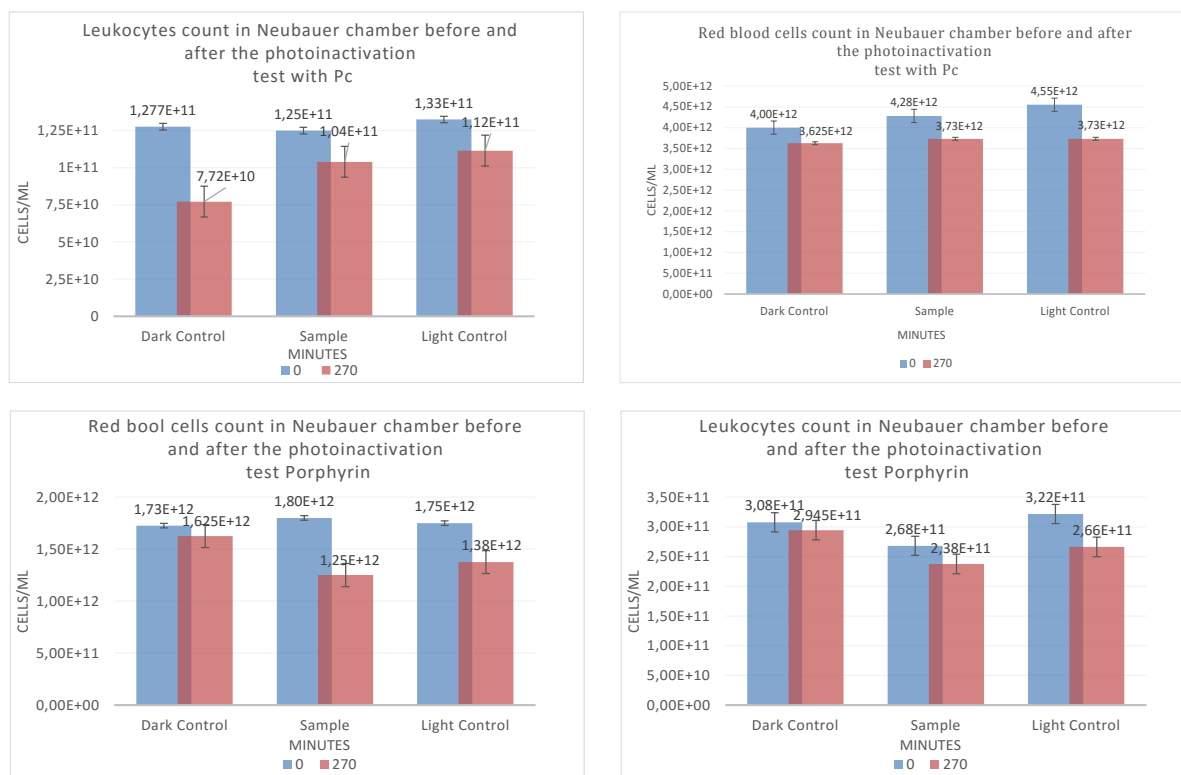 Leukocytes count in Neubauer chamber before and
after the photoinactivation
test with Pc
1,277E+11
1,25E+11
1,33E+11
1,25E+11
1,04E+11
1,12E+11
1E+11
7,72E+10
7,5E+10
5E+10
2,5E+10
0
CELLS/ML
Dark Control
Sample
Light Control
MINUTES
0
270
Red blood cells count in Neubauer chamber before and after
the photoinactivation
test with Pc
5,00E+12
4,50E+12
4,00E+12
3,50E+12
3,00E+12
2,50E+12
2,00E+12
1,50E+12
1,00E+12
5,00E+11
0,00E+00
4,00E+12
3,625E+12
4,28E+12
3,73E+12
4,55E+12
3,73E+12
CELLS/ML
Dark Control
Sample
Light Control
MINUTES
0
270
Red bool cells count in Neubauer chamber before
and after the photoinactivation
test Porphyrin
2,00E+12
1,50E+12
1,00E+12
5,00E+11
0,00E+00
1,73E+12
1,625E+12
1,80E+12
1,25E+12
1,75E+12
1,38E+12
CELLS/ML
Dark Control
Sample
Light Control
MINUTES
0
270
Leukocytes count in Neubauer chamber before
and after the photoinactivation
test Porphyrin
3,50E+11
3,00E+11
2,50E+11
2,00E+11
1,50E+11
1,00E+11
5,00E+10
0,00E+00
3,08E+11
2,945E+11
2,68E+11
2,38E+11
3,22E+11
2,66E+11
CELLS/ML
Dark Control
Sample
Light Control
MINUTES
0
270